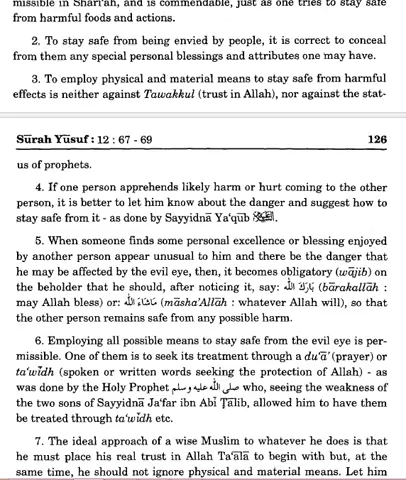 missible in Sharī‘ah, and is commendable, just as one tries to stay safe
from harmful foods and actions.
2. To stay safe from being envied by people, it is correct to conceal
from them any special personal blessings and attributes one may have.
3. To employ physical and material means to stay safe from harmful
effects is neither against Tawakkul (trust in Allah), nor against the stat-
Sūrah Yūsuf : 12 : 67 - 69 126
us of prophets.
4. If one person apprehends likely harm or hurt coming to the other
person, it is better to let him know about the danger and suggest how to
stay safe from it - as done by Sayyidnā Ya‘qūb .
5. When someone finds some personal excellence or blessing enjoyed
by another person appear unusual to him and there be the danger that
he may be affected by the evil eye, then, it becomes obligatory (wājib) on
the beholder that he should, after noticing it, say: بَارَكَ اللّٰه (bārakallāh :
may Allah bless) or: مَاشَاءَ اللّٰه (māsha’Allāh : whatever Allah will), so that
the other person remains safe from any possible harm.
6. Employing all possible means to stay safe from the evil eye is per-
missible. One of them is to seek its treatment through a du‘ā’ (prayer) or
ta‘wīdh (spoken or written words seeking the protection of Allah) - as
was done by the Holy Prophet صلى الله عليه وسلم who, seeing the weakness of
the two sons of Sayyidnā Ja‘far ibn Abī Ṭālib, allowed him to have them
be treated through ta‘wīdh etc.
7. The ideal approach of a wise Muslim to whatever he does is that
he must place his real trust in Allah Ta‘ālā to begin with but, at the
same time, he should not ignore physical and material means. Let him